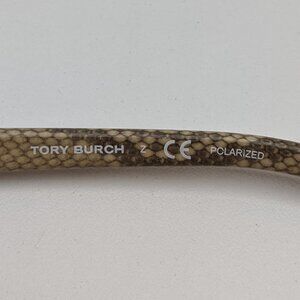 TORY BURCH Z CE POLARIZED